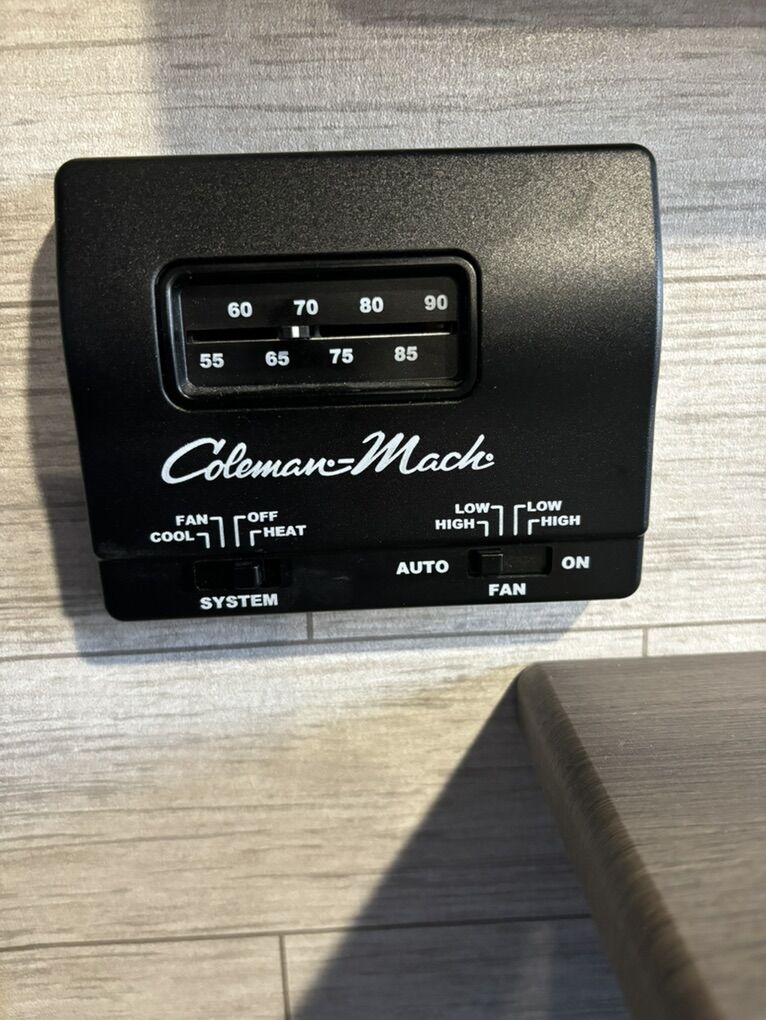 60 70 80 90
55 65 75 85
Coleman-Mach
FAN OFF
COOL HEAT
LOW LOW
HIGH HIGH
AUTO ON
SYSTEM FAN